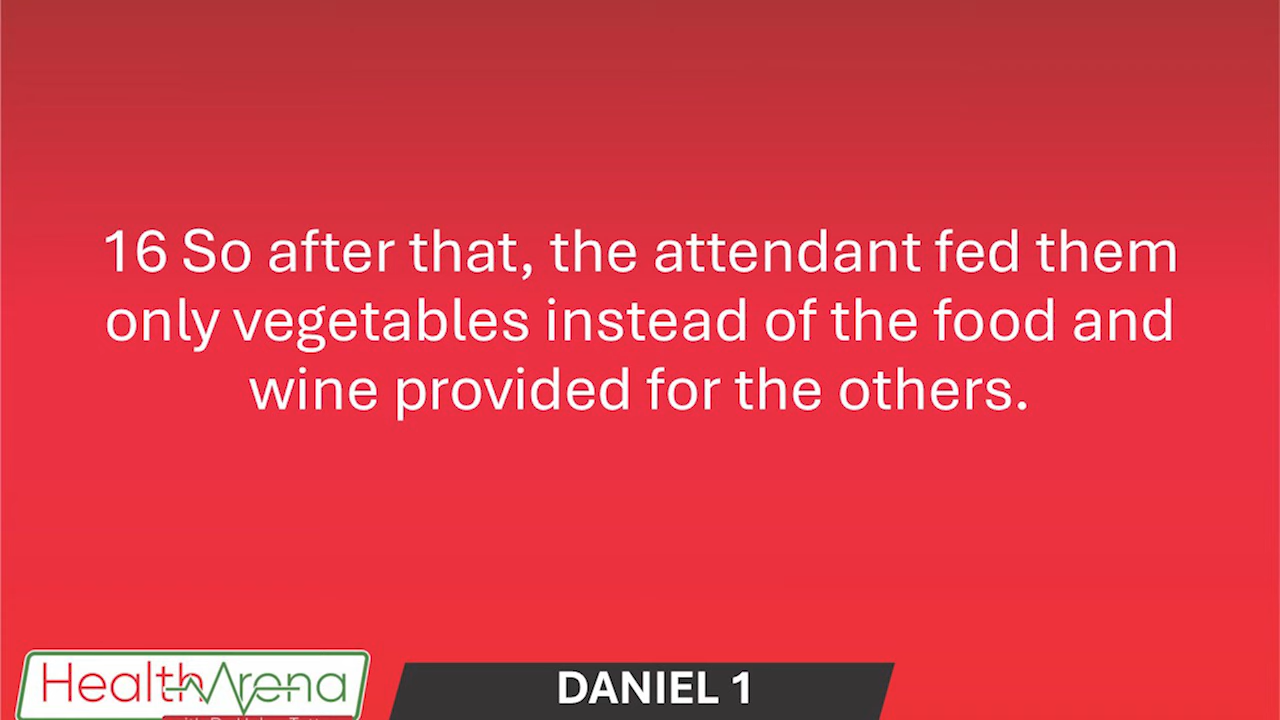 16 So after that, the attendant fed them
only vegetables instead of the food and
wine provided for the others.
HealthArena
DANIEL 1